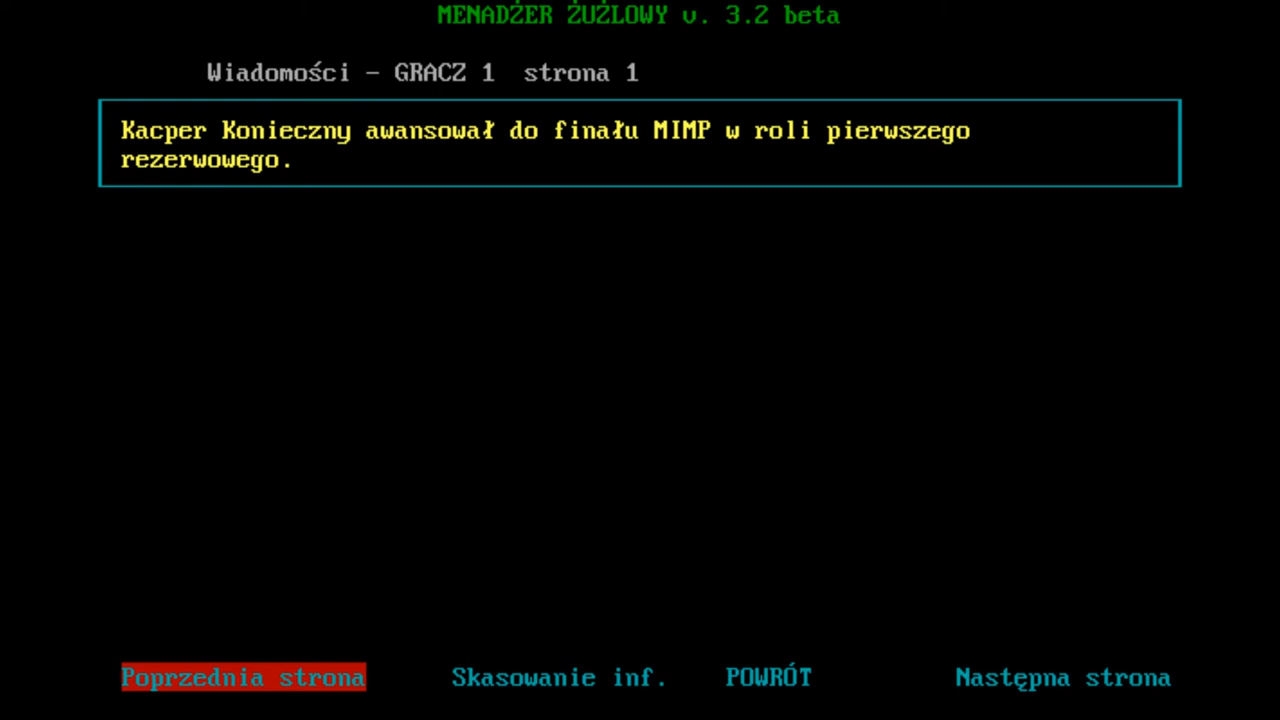 MENADŻER ŻUŻLOWY v. 3.2 beta
Wiadomości - GRACZ 1 strona 1
Kacper Konieczny awansował do finału MIMP w roli pierwszego
rezerwowego.
Poprzednia strona Skasowanie inf. POWRÓT Następna strona